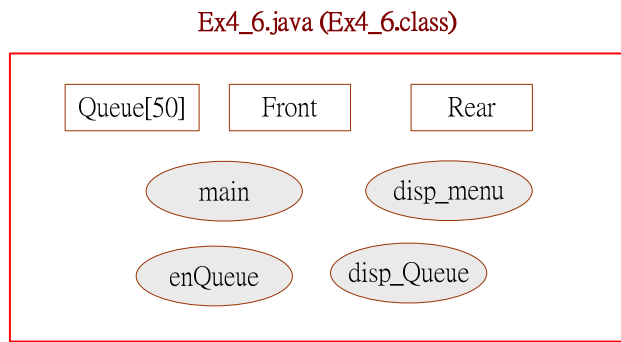 Ex4_6.java (Ex4_6.class)
Queue[50] Front Rear
main disp_menu
enQueue disp_Queue